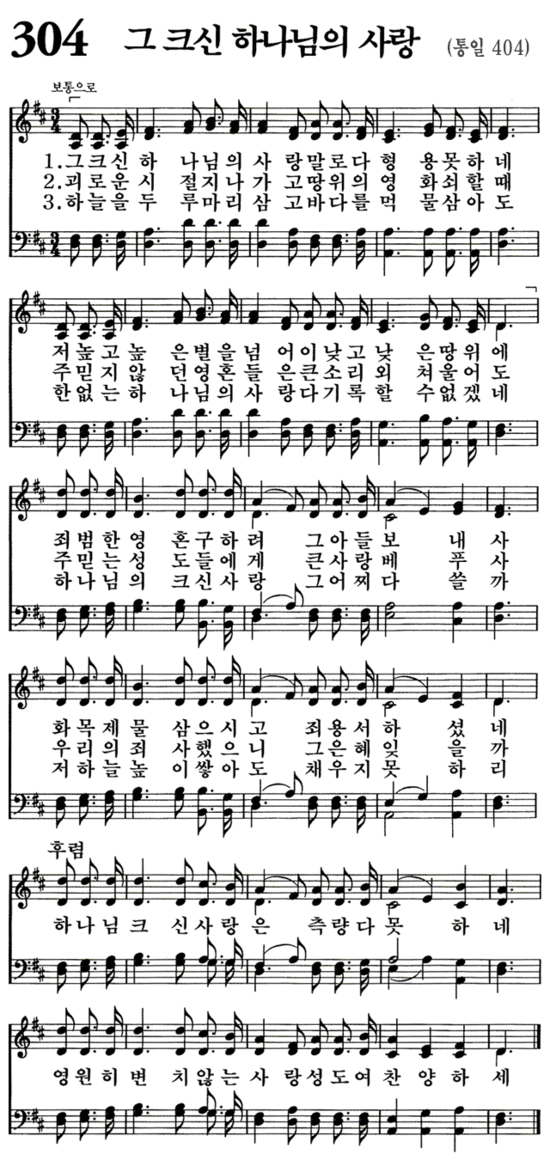 304 그 크신 하나님의 사랑 (통일 404)
보통으로
1.그크신 하 나님의 사 랑말로다 형 용못하 네
2.괴로운 시 절지나 가 고땅위의 영 화쇠할 때
3.하늘을 두 루마리 삼 고바다를 먹 물삼아 도
저높고 높 은별을 넘 어이낮고 낮 은땅위 에
주믿지 않 던영혼 들 은큰소리 외 쳐울어 도
한없는 하 나님의 사 랑다기록 할 수없겠 네
죄범한영 혼구하 려 그아들보 내 사
주믿는성 도들에 게 큰사랑베 푸 사
하나님의 크신사 랑 그어찌다 쓸 까
화목제물 삼으시 고 죄용서하 셨 네
우리의죄 사했으 니 그은혜잊 을 까
저하늘높 이쌓아 도 채우지못 하 리
후렴
하나님크 신사랑 은 측량다못 하 네
영원히변 치않는 사 랑성도여 찬 양하 세